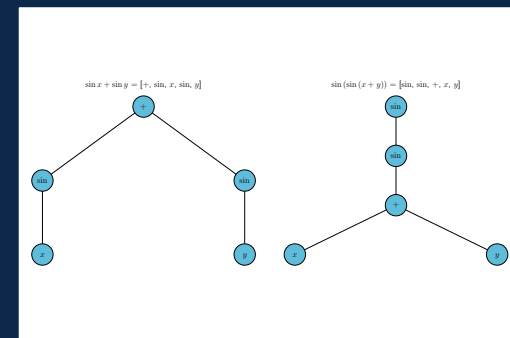 sin x + sin y = [+, sin, x, sin, y]
+
sin
sin
x
y
sin (sin (x + y)) = [sin, sin, +, x, y]
sin
sin
+
x
y